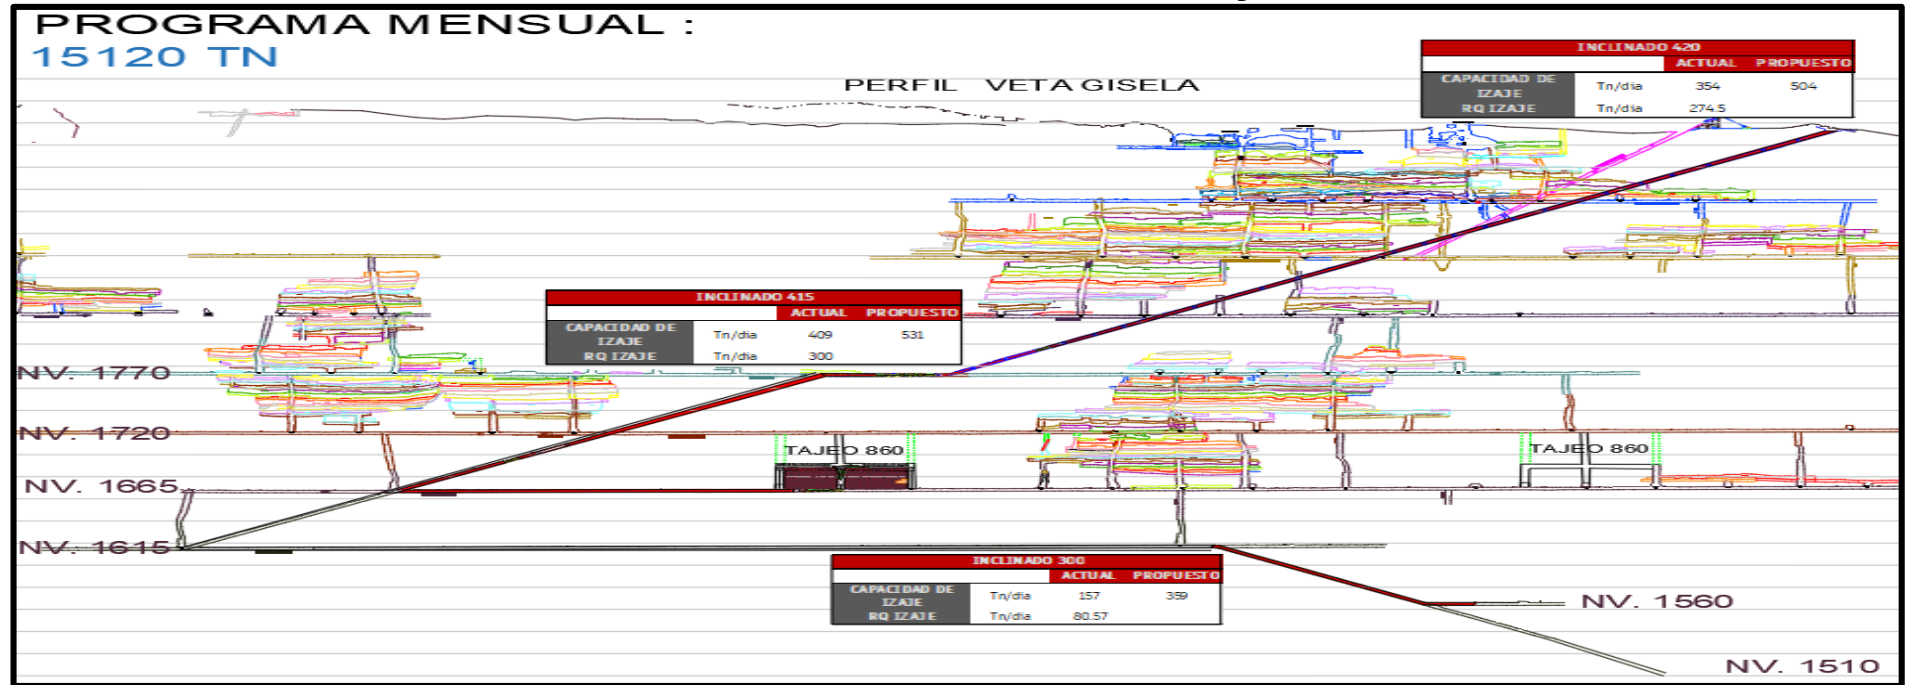 PROGRAMA MENSUAL :
15120 TN
PERFIL VETA GISELA
INCLINADO 420
ACTUAL PROPUESTO
CAPACIDAD DE IZAJE Tn/dia 354 504
RQ IZAJE Tn/dia 274.5
INCLINADO 415
ACTUAL PROPUESTO
CAPACIDAD DE IZAJE Tn/dia 409 531
RQ IZAJE Tn/dia 300
NV. 1770
NV. 1720
TAJEO 860
TAJEO 860
NV. 1665
NV. 1615
INCLINADO 300
ACTUAL PROPUESTO
CAPACIDAD DE IZAJE Tn/dia 157 359
RQ IZAJE Tn/dia 80.57
NV. 1560
NV. 1510